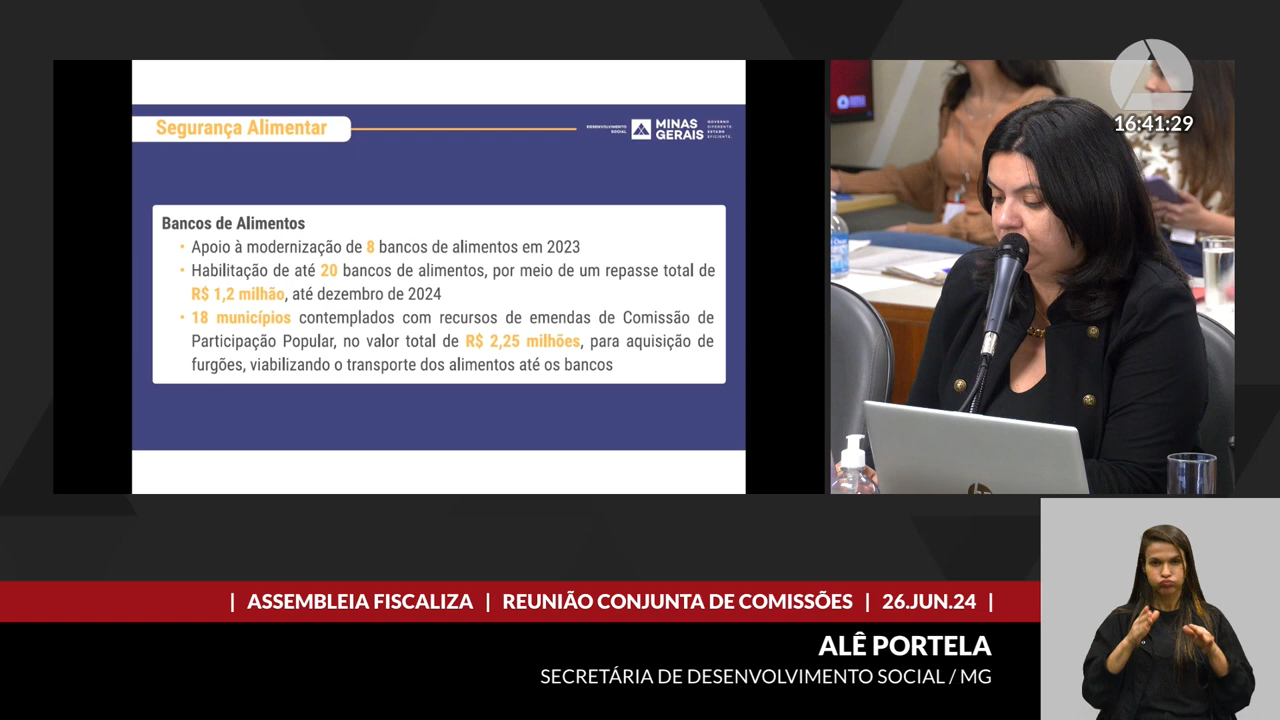 16:41:29
Segurança Alimentar
DESENVOLVIMENTO
SOCIAL
MINAS
GERAIS
GOVERNO
DIFERENTE.
ESTADO
EFICIENTE.
Bancos de Alimentos
• Apoio à modernização de 8 bancos de alimentos em 2023
• Habilitação de até 20 bancos de alimentos, por meio de um repasse total de
R$ 1,2 milhão, até dezembro de 2024
• 18 municípios contemplados com recursos de emendas de Comissão de
Participação Popular, no valor total de R$ 2,25 milhões, para aquisição de
furgões, viabilizando o transporte dos alimentos até os bancos
| ASSEMBLEIA FISCALIZA | REUNIÃO CONJUNTA DE COMISSÕES | 26.JUN.24 |
ALÊ PORTELA
SECRETÁRIA DE DESENVOLVIMENTO SOCIAL / MG